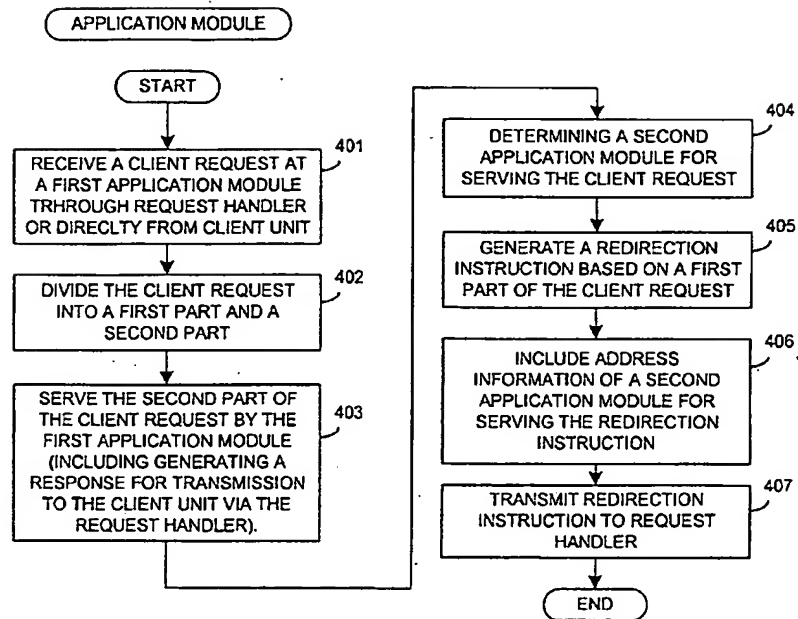 APPLICATION MODULE
START
401
RECEIVE A CLIENT REQUEST AT
A FIRST APPLICATION MODULE
TRHROUGH REQUEST HANDLER
OR DIRECLTY FROM CLIENT UNIT
402
DIVIDE THE CLIENT REQUEST
INTO A FIRST PART AND A
SECOND PART
403
SERVE THE SECOND PART OF
THE CLIENT REQUEST BY THE
FIRST APPLICATION MODULE
(INCLUDING GENERATING A
RESPONSE FOR TRANSMISSION
TO THE CLIENT UNIT VIA THE
REQUEST HANDLER).
404
DETERMINING A SECOND
APPLICATION MODULE FOR
SERVING THE CLIENT REQUEST
405
GENERATE A REDIRECTION
INSTRUCTION BASED ON A FIRST
PART OF THE CLIENT REQUEST
406
INCLUDE ADDRESS
INFORMATION OF A SECOND
APPLICATION MODULE FOR
SERVING THE REDIRECTION
INSTRUCTION
407
TRANSMIT REDIRECTION
INSTRUCTION TO REQUEST
HANDLER
END